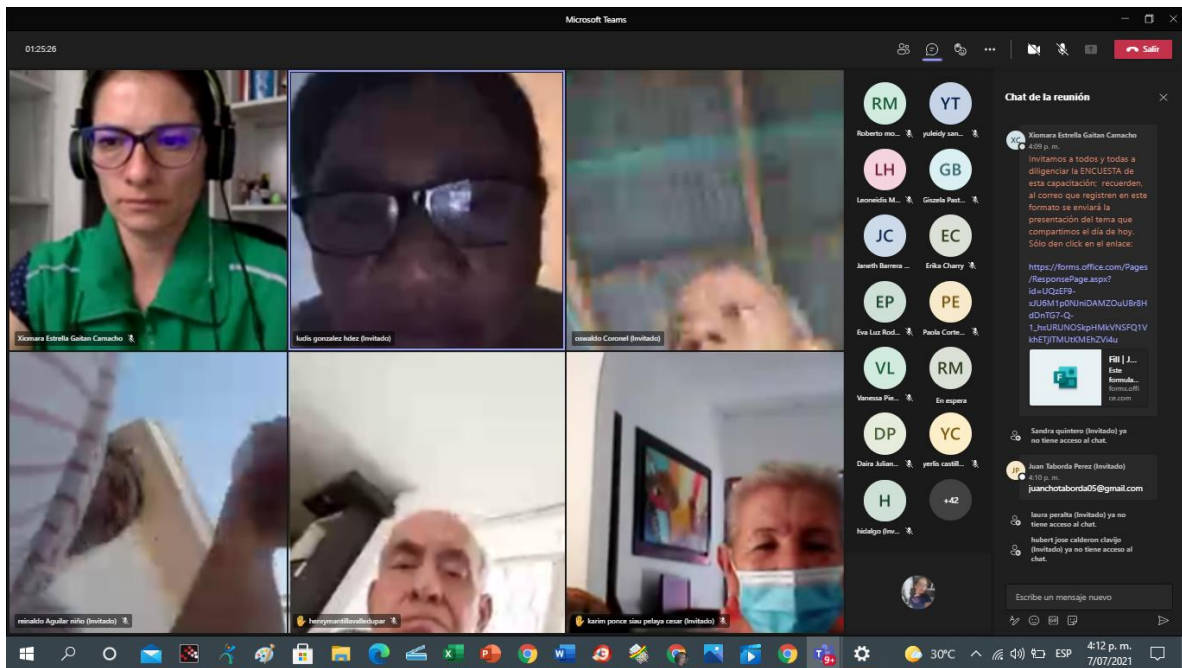 Microsoft Teams
01:25:26
Salir
Xiomara Estrella Gaitan Camacho
ludis gonzalez hdez (Invitado)
oswaldo Coronel (Invitado)
reinaldo Aguilar niño (Invitado)
henrymantillavalledupar
karim ponce siau pelaya cesar (Invitado)
RM
YT
Roberto mo...
yuleidy san...
LH
GB
Leoneidis M...
Giszela Past...
JC
EC
Janeth Barrera ...
Erika Charry
EP
PE
Eva Luz Rod...
Paola Corte...
VL
RM
Vanessa Pie...
En espera
DP
YC
Daira Julian...
yerlis castill...
H
+42
hidalgo (Inv...
Chat de la reunión
XC
Xiomara Estrella Gaitan Camacho
4:09 p. m.
Invitamos a todos y todas a
diligenciar la ENCUESTA de
esta capacitación; recuerden,
al correo que registren en este
formato se enviará la
presentación del tema que
compartimos el día de hoy.
Sólo den click en el enlace:
https://forms.office.com/Pages
/ResponsePage.aspx?
id=UQzEF9-
xJU6M1p0NJniDAMZOuUBr8H
dDnTG7-Q-
1_hxURUNOSkpHMkVNSFQ1V
khETJlTMUtKMEhZVi4u
Fill | J...
Este
formula...
forms.offi
ce.com
Sandra quintero (Invitado) ya
no tiene acceso al chat.
JP
Juan Taborda Perez (Invitado)
4:10 p. m.
juanchotaborda05@gmail.com
laura peralta (Invitado) ya no
tiene acceso al chat.
hubert jose calderon clavijo
(Invitado) ya no tiene acceso al
chat.
Escribe un mensaje nuevo
30°C
ESP
4:12 p. m.
7/07/2021